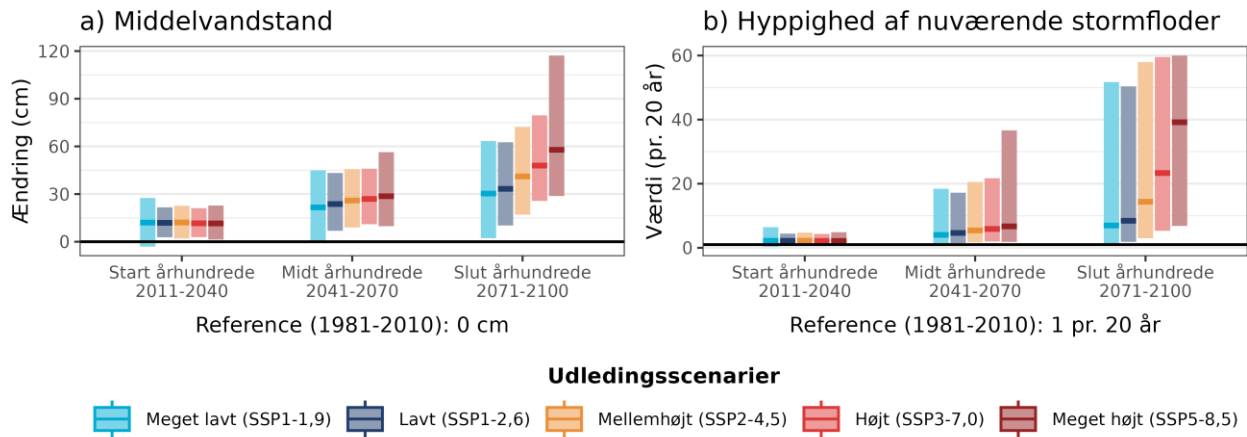 a) Middelvandstand
Ændring (cm)
120
90
60
30
0
Start århundrede
2011-2040
Midt århundrede
2041-2070
Slut århundrede
2071-2100
Reference (1981-2010): 0 cm
b) Hyppighed af nuværende stormfloder
Værdi (pr. 20 år)
60
40
20
0
Start århundrede
2011-2040
Midt århundrede
2041-2070
Slut århundrede
2071-2100
Reference (1981-2010): 1 pr. 20 år
Udledingsscenarier
Meget lavt (SSP1-1,9)
Lavt (SSP1-2,6)
Mellemhøjt (SSP2-4,5)
Højt (SSP3-7,0)
Meget højt (SSP5-8,5)